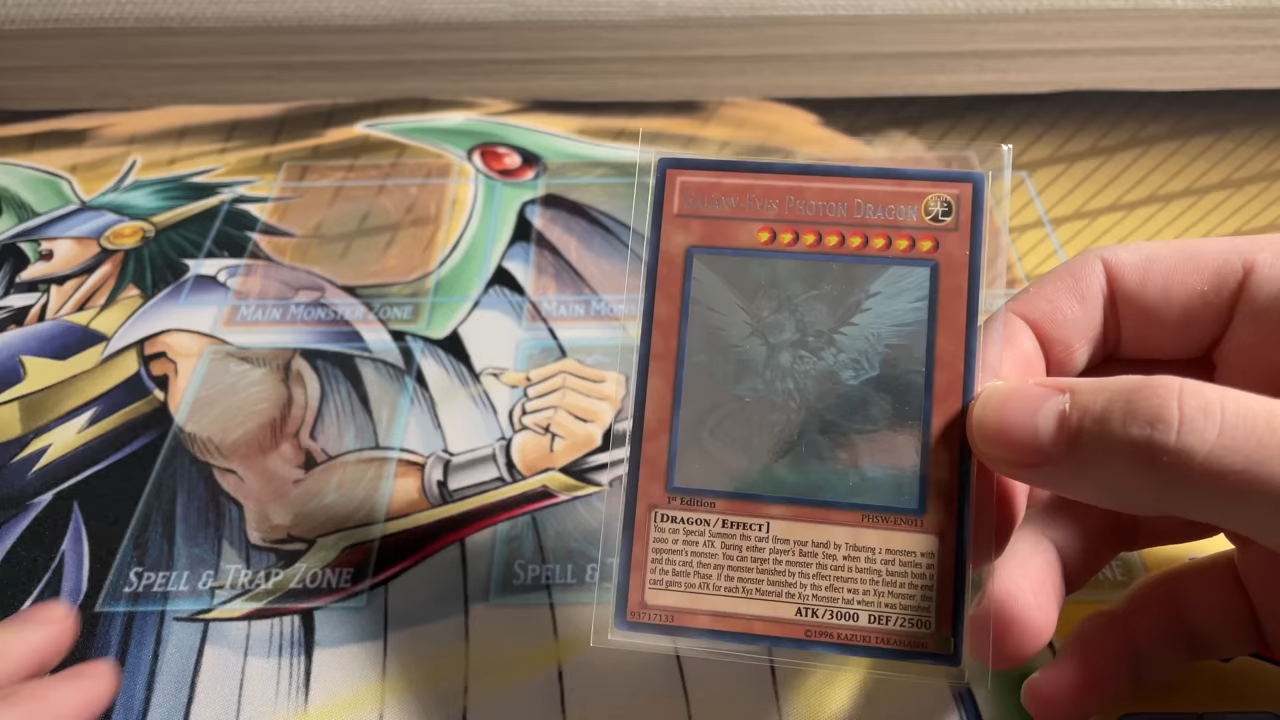 GALAXY-EYES PHOTON DRAGON
LIGHT
光
MAIN MONSTER ZONE
MAIN MON
1st Edition
PHSW-EN011
[DRAGON/EFFECT]
You can Special Summon this card (from your hand) by Tributing 2 monsters with
2000 or more ATK. During either player's Battle Step, when this card battles an
opponent's monster: You can target the monster this card is battling; banish both it
and this card, then any monster banished by this effect returns to the field at the end
of the Battle Phase. If the monster banished by this effect was an Xyz Monster, this
card gains 500 ATK for each Xyz Material the Xyz Monster had when it was banished.
ATK/3000 DEF/2500
93717133
©1996 KAZUKI TAKAHASHI
SPELL & TRAP ZONE
SPELL & T
ONE